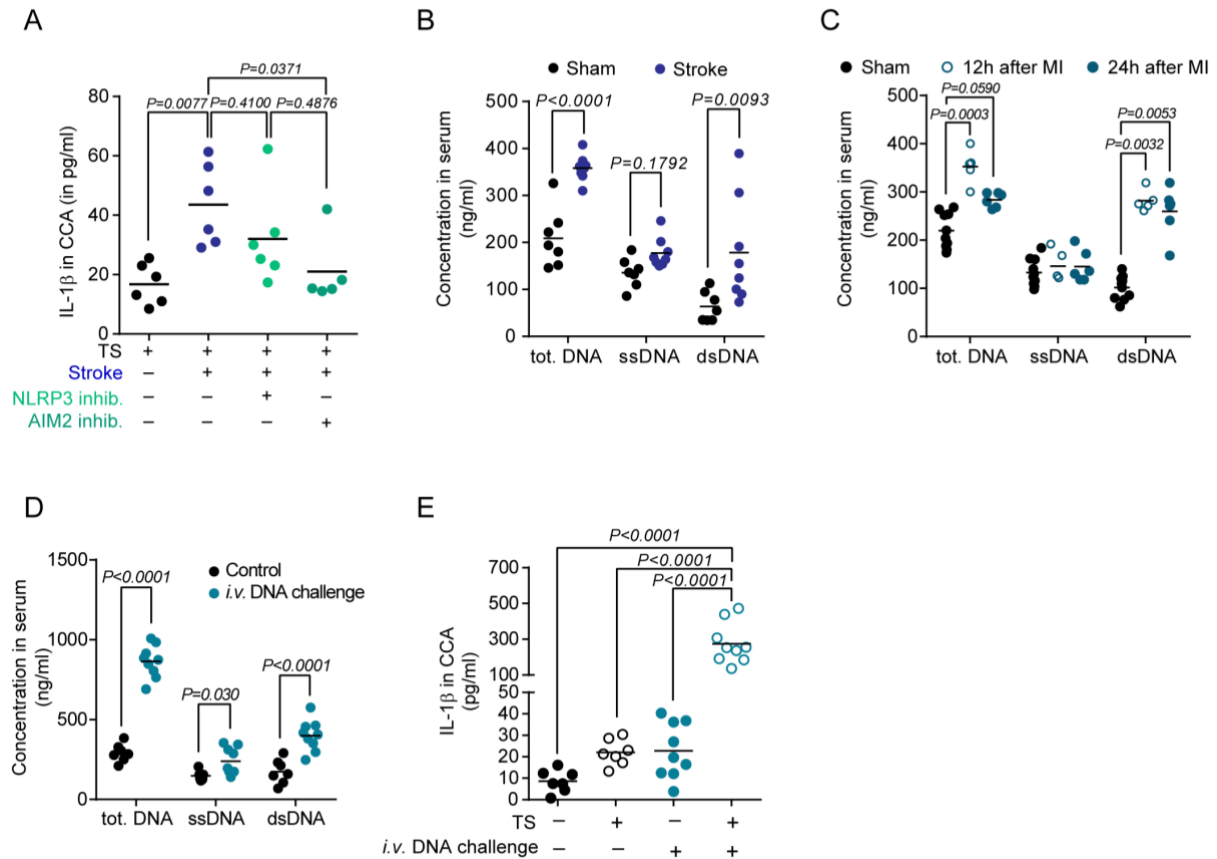 A
P=0.0371
P=0.0077 P=0.4100 P=0.4876
IL-1β in CCA (in pg/ml)
80
60
40
20
0
TS + + + +
Stroke – + + +
NLRP3 inhib. – – + –
AIM2 inhib. – – – +
B
Sham Stroke
P<0.0001
P=0.1792
P=0.0093
Concentration in serum
(ng/ml)
500
400
300
200
100
0
tot. DNA ssDNA dsDNA
C
Sham 12h after MI 24h after MI
P=0.0590
P=0.0003
P=0.0053
P=0.0032
Concentration in serum
(ng/ml)
500
400
300
200
100
0
tot. DNA ssDNA dsDNA
D
Control
i.v. DNA challenge
P<0.0001
P=0.030
P<0.0001
Concentration in serum
(ng/ml)
1500
1000
500
0
tot. DNA ssDNA dsDNA
E
P<0.0001
P<0.0001
P<0.0001
IL-1β in CCA
(pg/ml)
700
500
300
100
50
40
30
20
10
0
TS – + – +
i.v. DNA challenge – – + +